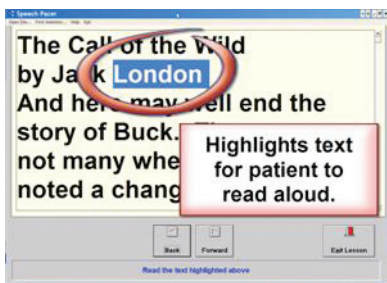 Speech Pacer
The Call of the Wild
by Jack London
And here may well end the
story of Buck.
not many whe
noted a chang
Highlights text
for patient to
read aloud.
Back
Forward
Exit Lesson
Read the text highlighted above